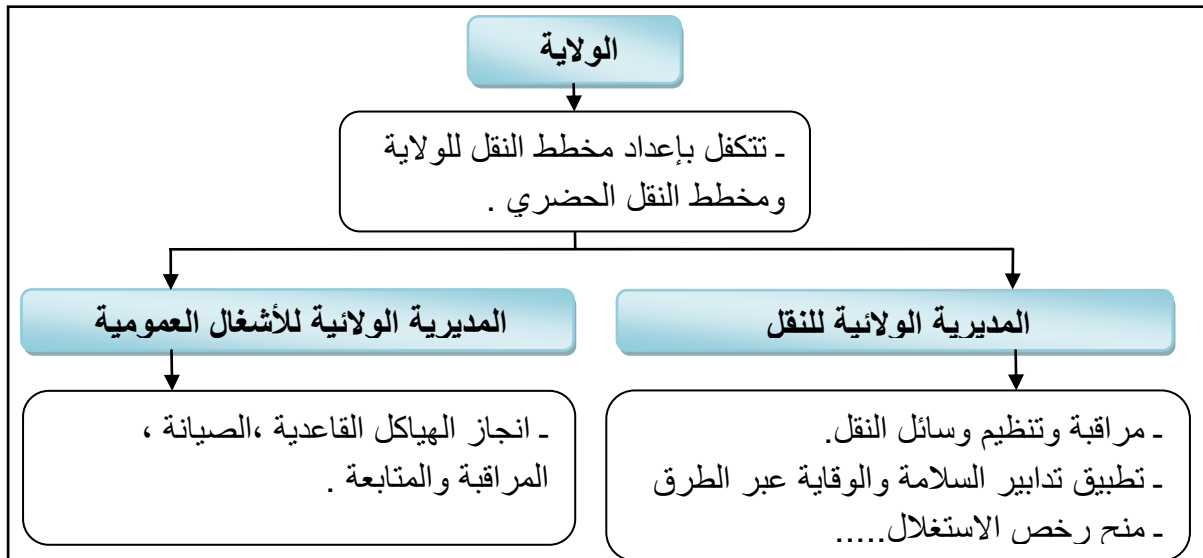 الولاية
ـ تتكفل بإعداد مخطط النقل للولاية
ومخطط النقل الحضري .
المديرية الولائية للنقل
ـ مراقبة وتنظيم وسائل النقل.
ـ تطبيق تدابير السلامة والوقاية عبر الطرق
ـ منح رخص الاستغلال.....
المديرية الولائية للأشغال العمومية
ـ انجاز الهياكل القاعدية ،الصيانة ،
المراقبة والمتابعة .